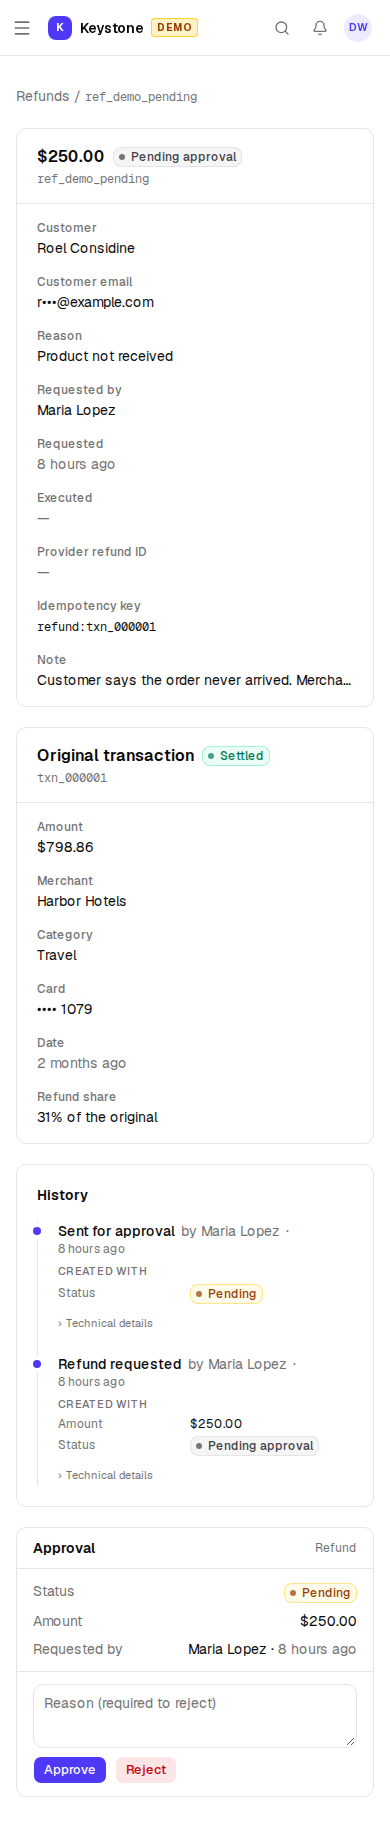 K Keystone DEMO DW
Refunds / ref_demo_pending
$250.00 Pending approval
ref_demo_pending
Customer
Roel Considine
Customer email
r•••@example.com
Reason
Product not received
Requested by
Maria Lopez
Requested
8 hours ago
Executed
—
Provider refund ID
—
Idempotency key
refund:txn_000001
Note
Customer says the order never arrived. Mercha…
Original transaction Settled
txn_000001
Amount
$798.86
Merchant
Harbor Hotels
Category
Travel
Card
•••• 1079
Date
2 months ago
Refund share
31% of the original
History
Sent for approval by Maria Lopez ·
8 hours ago
CREATED WITH
Status Pending
› Technical details
Refund requested by Maria Lopez ·
8 hours ago
CREATED WITH
Amount $250.00
Status Pending approval
› Technical details
Approval Refund
Status Pending
Amount $250.00
Requested by Maria Lopez · 8 hours ago
Reason (required to reject)
Approve Reject